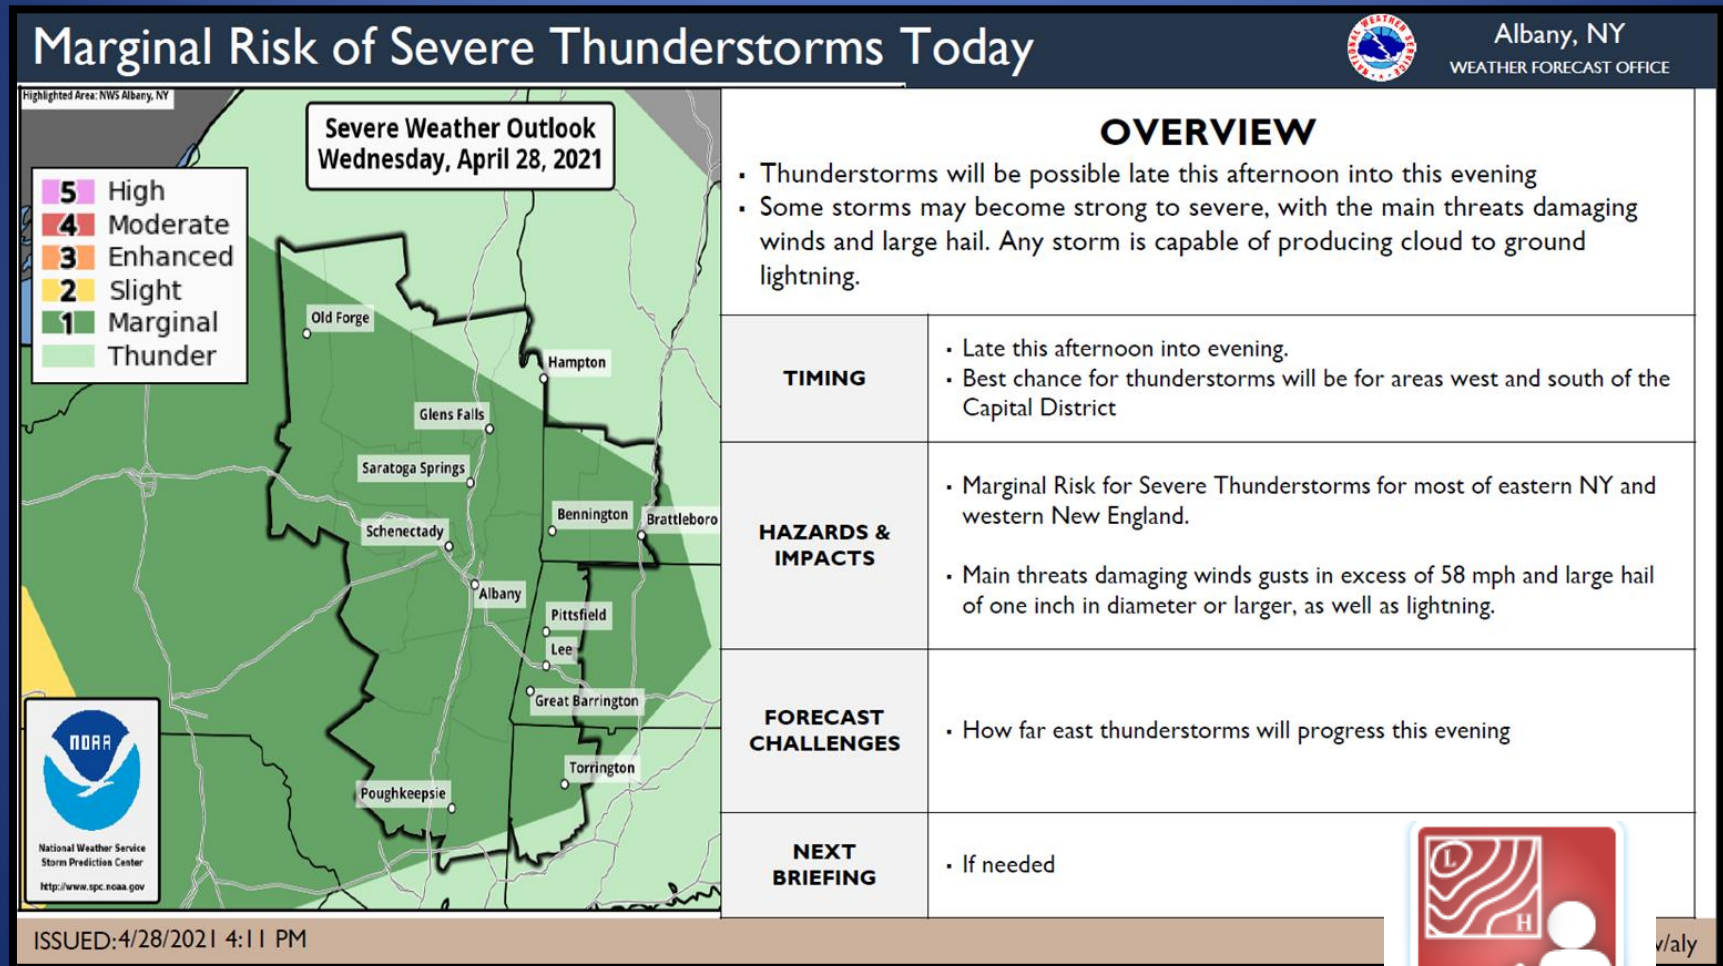 Marginal Risk of Severe Thunderstorms Today
NATIONAL WEATHER SERVICE
Albany, NY
WEATHER FORECAST OFFICE
Highlighted Area: NWS Albany, NY
Severe Weather Outlook
Wednesday, April 28, 2021
5 High
4 Moderate
3 Enhanced
2 Slight
1 Marginal
Thunder
Old Forge
Hampton
Glens Falls
Saratoga Springs
Bennington
Brattleboro
Schenectady
Albany
Pittsfield
Lee
Great Barrington
Torrington
Poughkeepsie
NOAA
National Weather Service
Storm Prediction Center
http://www.spc.noaa.gov
OVERVIEW
▪ Thunderstorms will be possible late this afternoon into this evening
▪ Some storms may become strong to severe, with the main threats damaging
winds and large hail. Any storm is capable of producing cloud to ground
lightning.
TIMING
▪ Late this afternoon into evening.
▪ Best chance for thunderstorms will be for areas west and south of the
Capital District
HAZARDS &
IMPACTS
▪ Marginal Risk for Severe Thunderstorms for most of eastern NY and
western New England.
▪ Main threats damaging winds gusts in excess of 58 mph and large hail
of one inch in diameter or larger, as well as lightning.
FORECAST
CHALLENGES
▪ How far east thunderstorms will progress this evening
NEXT
BRIEFING
▪ If needed
L
H
ISSUED:4/28/2021 4:11 PM
v/aly